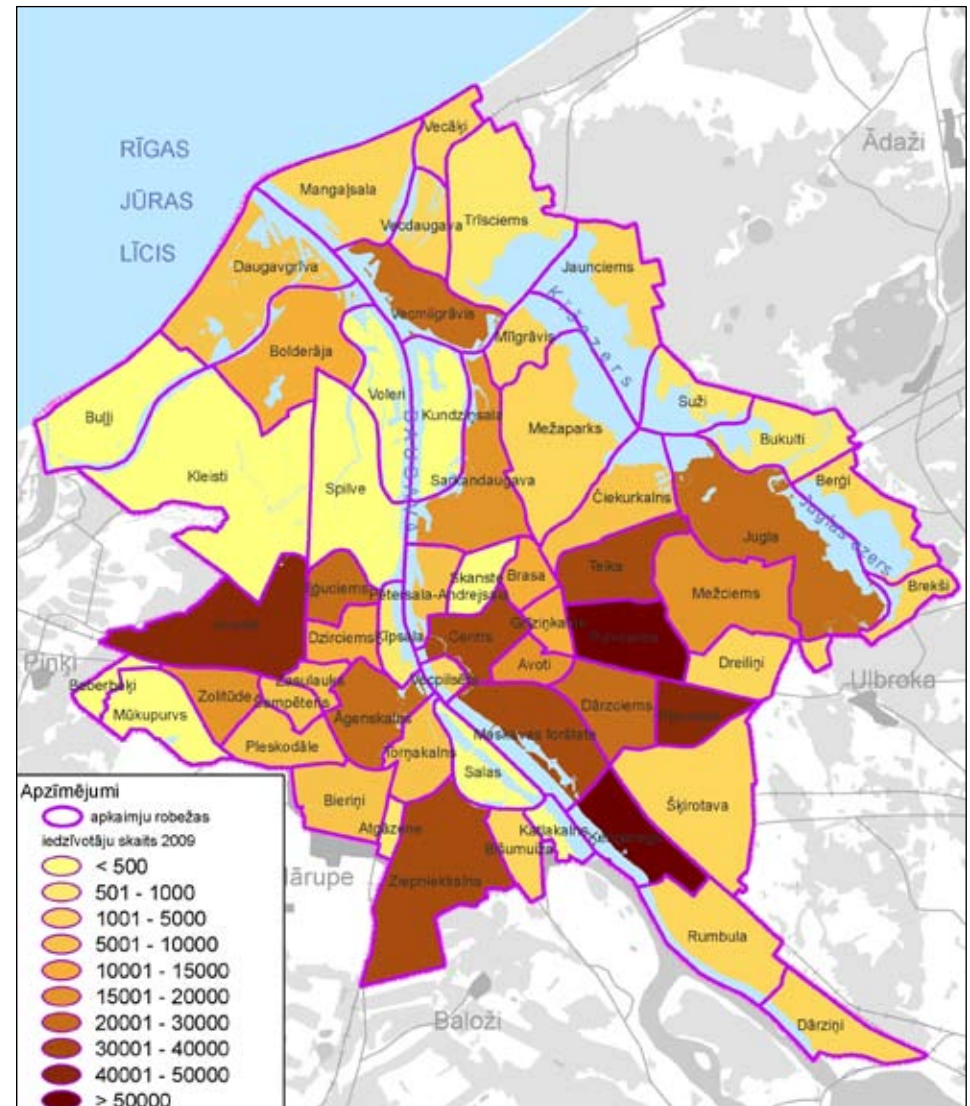 RĪGAS
JŪRAS
LĪCIS
Ādaži
Vecāķi
Mangaļsala
Vecdaugava
Trīsciems
Daugavgrīva
Jaunciems
Vecmīlgrāvis
Mīlgrāvis
Ķīšezers
Bolderāja
Voleri
Kundziņsala
Suži
Buļļi
Mežaparks
Bukulti
Kleisti
Spilve
Sarkandaugava
DAUGAVA
Čiekurkalns
Berģi
Jugla
Juglas ezers
Teika
Skanste
Brasa
Iļģuciems
Pētersala-Andrejsala
Mežciems
Brekši
Dzirciems
Ķīpsala
Centrs
Grīziņkalns
Pinķi
Avoti
Dreiliņi
Vecpilsēta
Ulbroka
Beberbeķi
Zolitūde
Zasulauks
Sampēteris
Dārzciems
Mūkupurvs
Āgenskalns
Maskavas forštate
Pleskodāle
Torņakalns
Salas
Šķirotava
Bieriņi
Atgāzene
Katlakalns
Bišumuiža
Ķengarags
Mārupe
Ziepniekkalns
Rumbula
Baloži
Dārziņi
Apzīmējumi
apkaimju robežas
iedzīvotāju skaits 2009
< 500
501 - 1000
1001 - 5000
5001 - 10000
10001 - 15000
15001 - 20000
20001 - 30000
30001 - 40000
40001 - 50000
> 50000